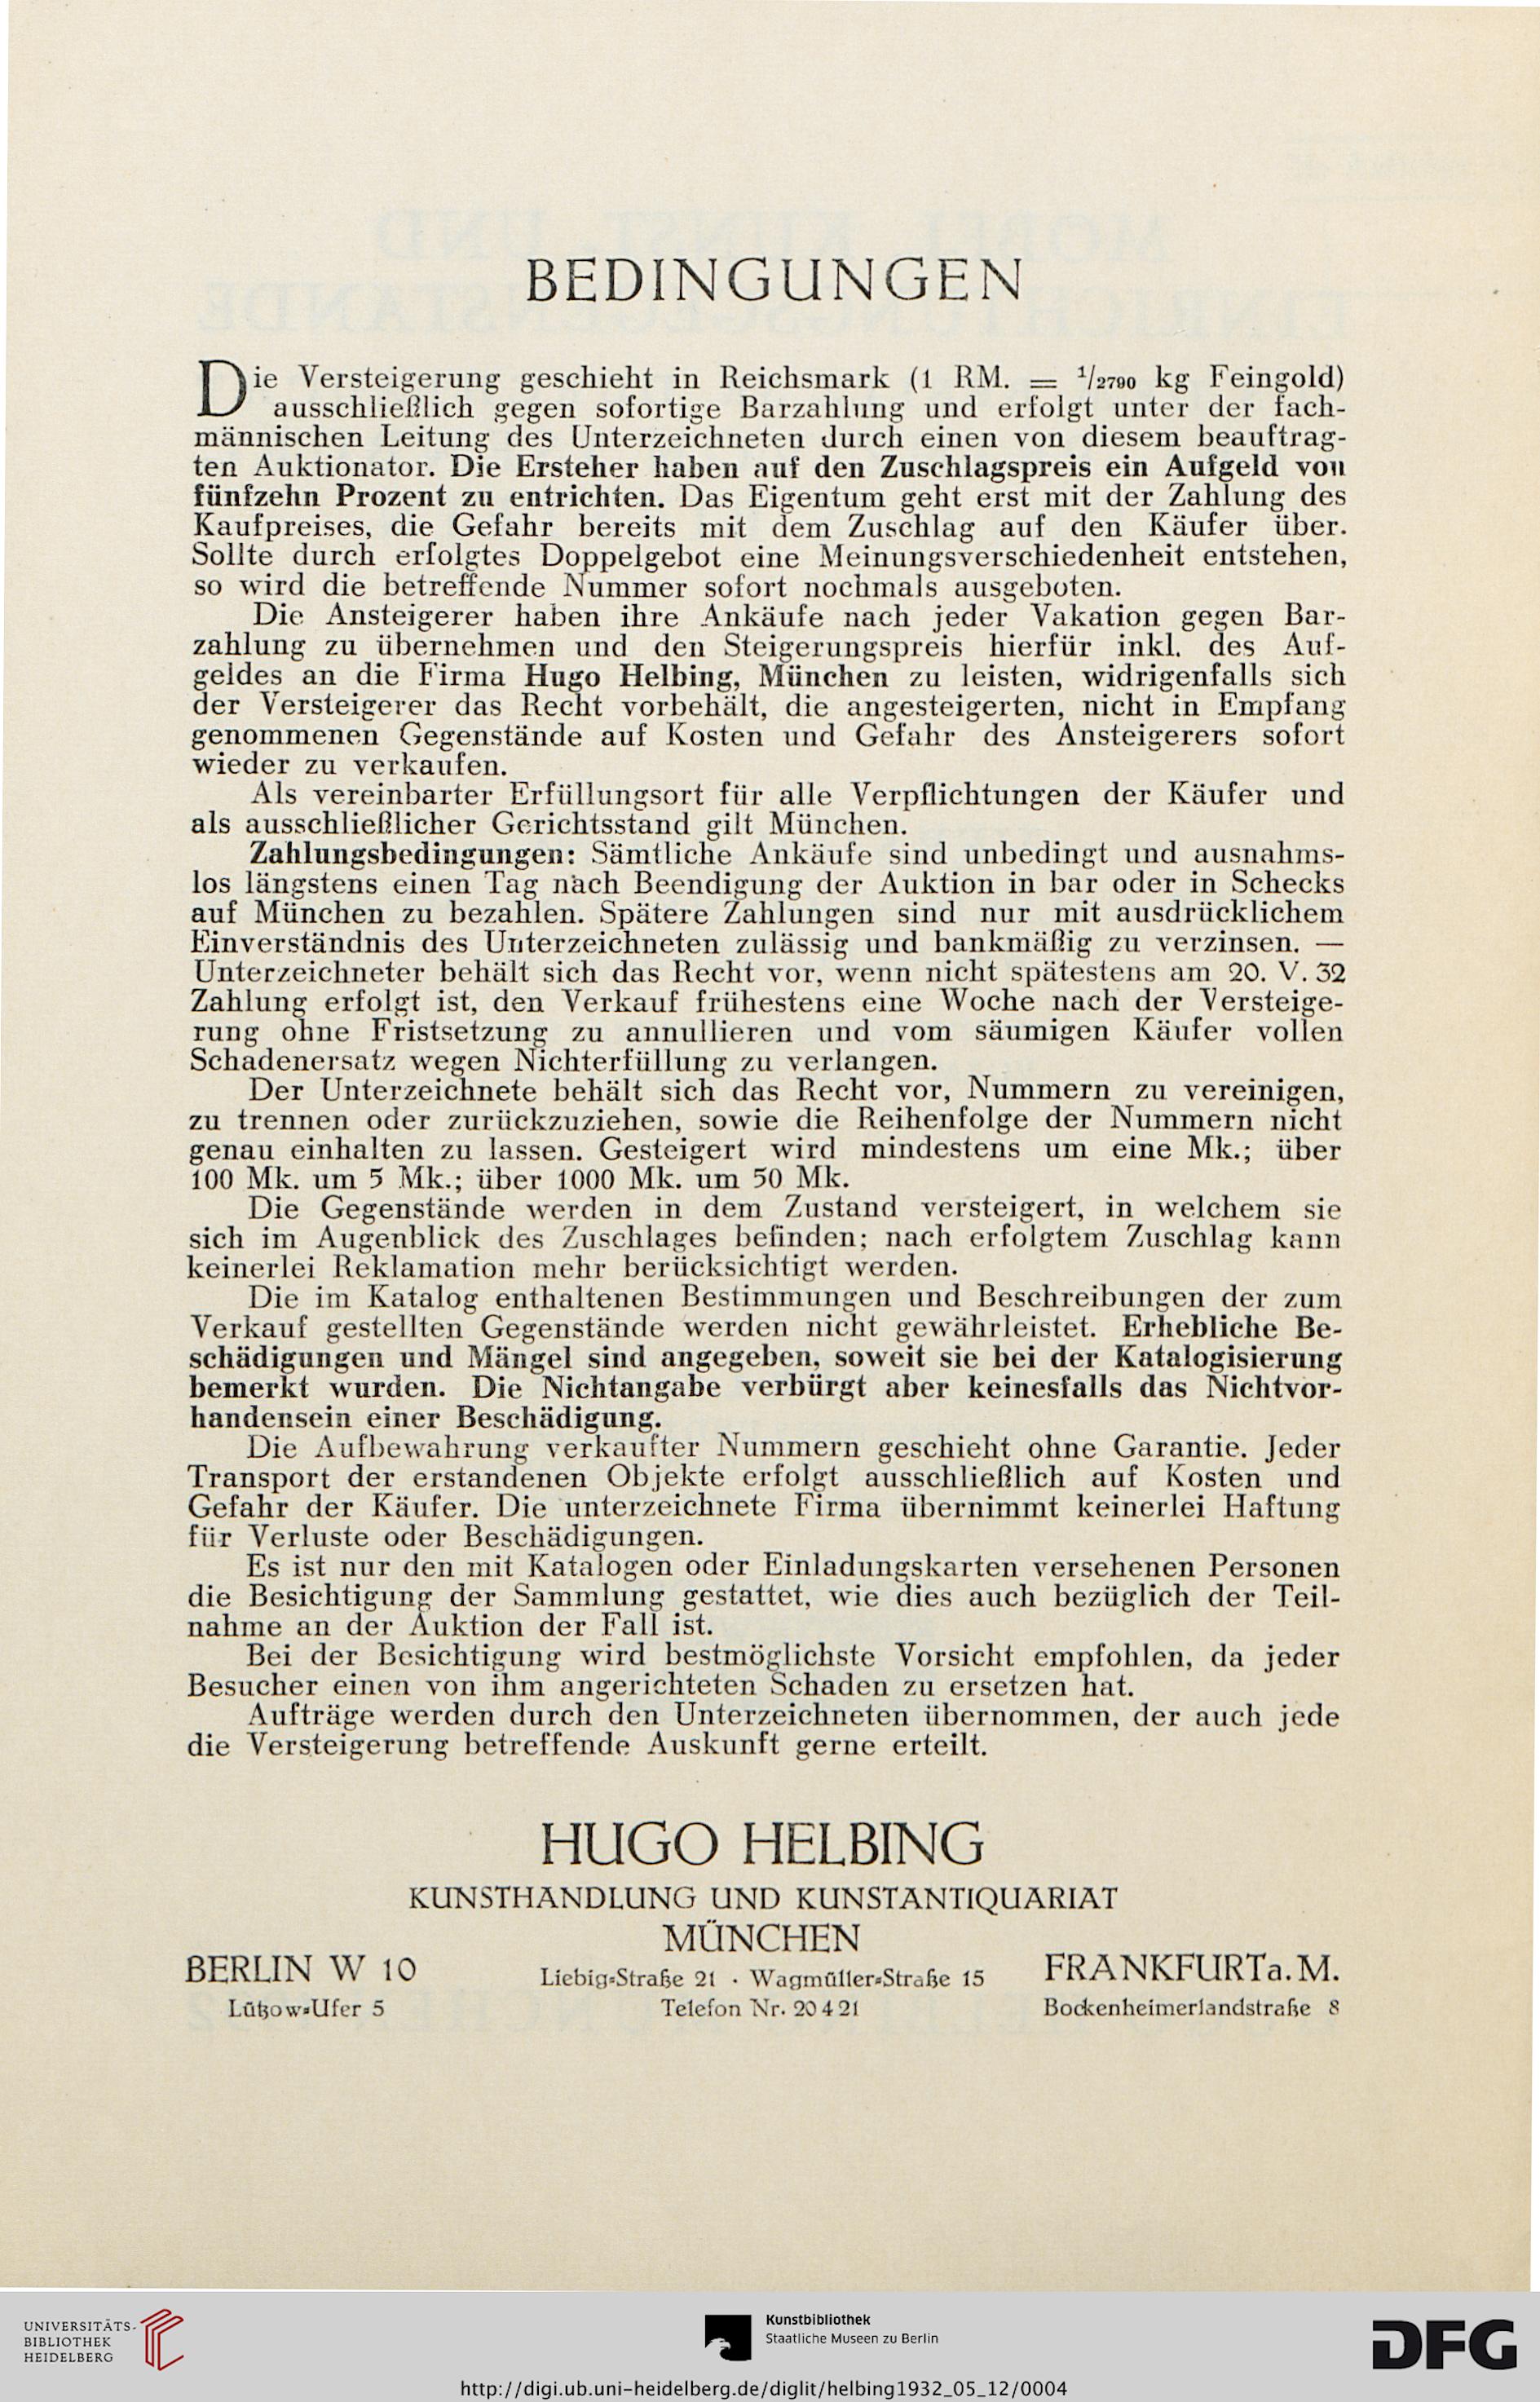 BEDINGUNGEN
Die Versteigerung geschieht in Reichsmark (1 RM. = 1/2790 kg Feingold)
ausschließlich gegen sofortige Barzahlung und erfolgt unter der fach-
männischen Leitung des Unterzeichneten durch einen von diesem beauftrag-
ten Auktionator. Die Ersteher haben auf den Zuschlagspreis ein Aufgeld von
fünfzehn Prozent zu entrichten. Das Eigentum geht erst mit der Zahlung des
Kaufpreises, die Gefahr bereits mit dem Zuschlag auf den Käufer über.
Sollte durch erfolgtes Doppelgebot eine Meinungsverschiedenheit entstehen,
so wird die betreffende Nummer sofort nochmals ausgeboten.
Die Ansteigerer haben ihre Ankäufe nach jeder Vakation gegen Bar-
zahlung zu übernehmen und den Steigerungspreis hierfür inkl. des Auf-
geldes an die Firma Hugo Helbing, München zu leisten, widrigenfalls sich
der Versteigerer das Recht vorbehält, die angesteigerten, nicht in Empfang
genommenen Gegenstände auf Kosten und Gefahr des Ansteigerers sofort
wieder zu verkaufen.
Als vereinbarter Erfüllungsort für alle Verpflichtungen der Käufer und
als ausschließlicher Gerichtsstand gilt München.
Zahlungsbedingungen: Sämtliche Ankäufe sind unbedingt und ausnahms-
los längstens einen Tag nach Beendigung der Auktion in bar oder in Schecks
auf München zu bezahlen. Spätere Zahlungen sind nur mit ausdrücklichem
Einverständnis des Unterzeichneten zulässig und bankmäßig zu verzinsen. —
Unterzeichneter behält sich das Recht vor, wenn nicht spätestens am 20. V. 32
Zahlung erfolgt ist, den Verkauf frühestens eine Woche nach der Versteige-
rung ohne Fristsetzung zu annullieren und vom säumigen Käufer vollen
Schadenersatz wegen Nichterfüllung zu verlangen.
Der Unterzeichnete behält sich das Recht vor, Nummern zu vereinigen,
zu trennen oder zurückzuziehen, sowie die Reihenfolge der Nummern nicht
genau einhalten zu lassen. Gesteigert wird mindestens um eine Mk.; über
100 Mk. um 5 Mk.; über 1000 Mk. um 50 Mk.
Die Gegenstände werden in dem Zustand versteigert, in welchem sie
sich im Augenblick des Zuschlages befinden; nach erfolgtem Zuschlag kann
keinerlei Reklamation mehr berücksichtigt werden.
Die im Katalog enthaltenen Bestimmungen und Beschreibungen der zum
Verkauf gestellten Gegenstände werden nicht gewährleistet. Erhebliche Be-
schädigungen und Mängel sind angegeben, soweit sie bei der Katalogisierung
bemerkt wurden. Die Nichtangabe verbürgt aber keinesfalls das Nichtvor-
handensein einer Beschädigung.
Die Aufbewahrung verkaufter Nummern geschieht ohne Garantie. Jeder
Transport der erstandenen Objekte erfolgt ausschließlich auf Kosten und
Gefahr der Käufer. Die unterzeichnete Firma übernimmt keinerlei Haftung
für Verluste oder Beschädigungen.
Es ist nur den mit Katalogen oder Einladungskarten versehenen Personen
die Besichtigung der Sammlung gestattet, wie dies auch bezüglich der Teil-
nahme an der Auktion der Fall ist.
Bei der Besichtigung wird bestmöglichste Vorsicht empfohlen, da jeder
Besucher einen von ihm angerichteten Schaden zu ersetzen hat.
Aufträge werden durch den Unterzeichneten übernommen, der auch jede
die Versteigerung betreffende Auskunft gerne erteilt.
HUGO HELBING
KUNSTHANDLUNG UND KUNSTANTIQUARIAT
MÜNCHEN
BERLIN W 10
Lützow-Ufer 5
Liebig-Straße 21 · Wagmüller-Straße 15
Telefon Nr. 20 4 21
FRANKFURT a. M.
Bockenheimerlandstraße 8
UNIVERSITÄTS-
BIBLIOTHEK
HEIDELBERG
Kunstbibliothek
Staatliche Museen zu Berlin
DFG
http://digi.ub.uni-heidelberg.de/diglit/helbing1932_05_12/0004